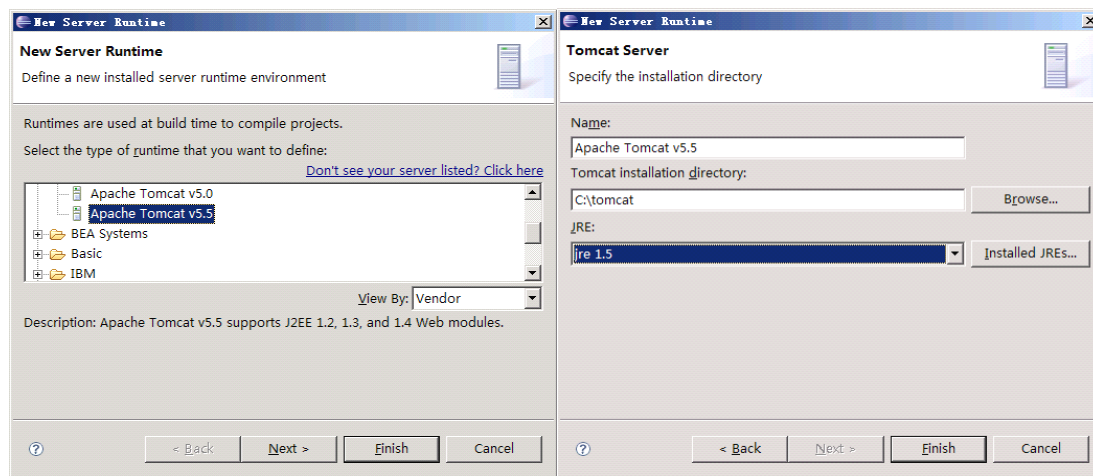 New Server Runtime
New Server Runtime
Define a new installed server runtime environment
Runtimes are used at build time to compile projects.
Select the type of runtime that you want to define:
Don't see your server listed? Click here
Apache Tomcat v5.0
Apache Tomcat v5.5
BEA Systems
Basic
IBM
View By: Vendor
Description: Apache Tomcat v5.5 supports J2EE 1.2, 1.3, and 1.4 Web modules.
< Back Next > Finish Cancel
New Server Runtime
Tomcat Server
Specify the installation directory
Name:
Apache Tomcat v5.5
Tomcat installation directory:
C:\tomcat Browse...
JRE:
jre 1.5 Installed JREs...
< Back Next > Finish Cancel